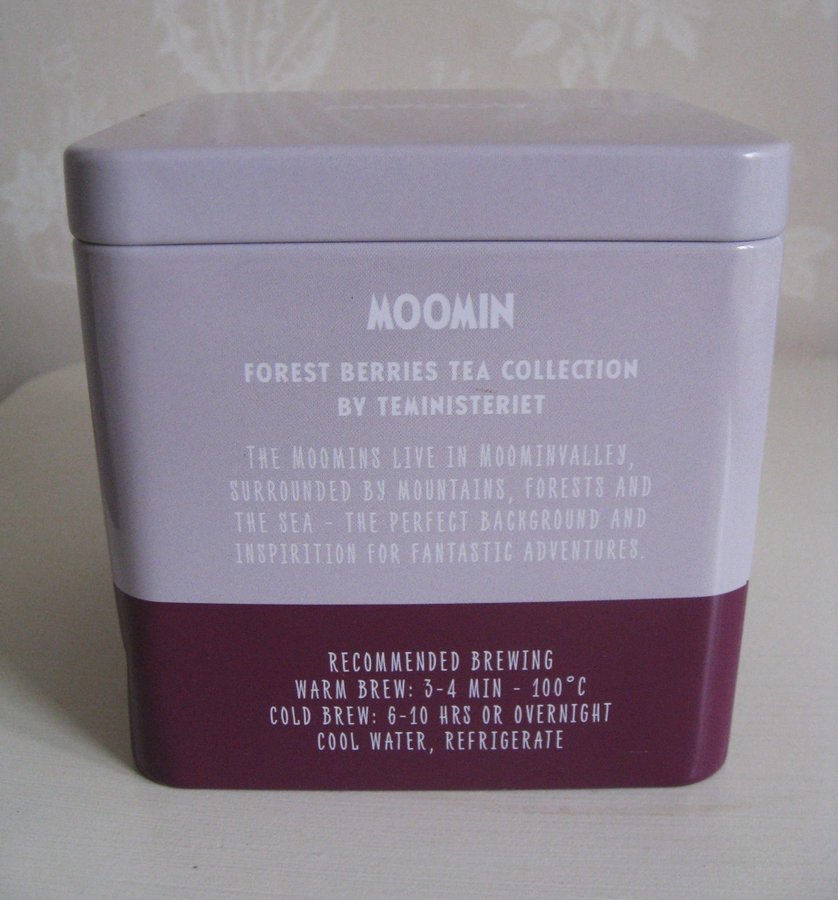 MOOMIN
FOREST BERRIES TEA COLLECTION
BY TEMINISTERIET
THE MOOMINS LIVE IN MOOMINVALLEY,
SURROUNDED BY MOUNTAINS, FORESTS AND
THE SEA - THE PERFECT BACKGROUND AND
INSPIRITION FOR FANTASTIC ADVENTURES.
RECOMMENDED BREWING
WARM BREW: 3-4 MIN - 100°C
COLD BREW: 6-10 HRS OR OVERNIGHT
COOL WATER, REFRIGERATE